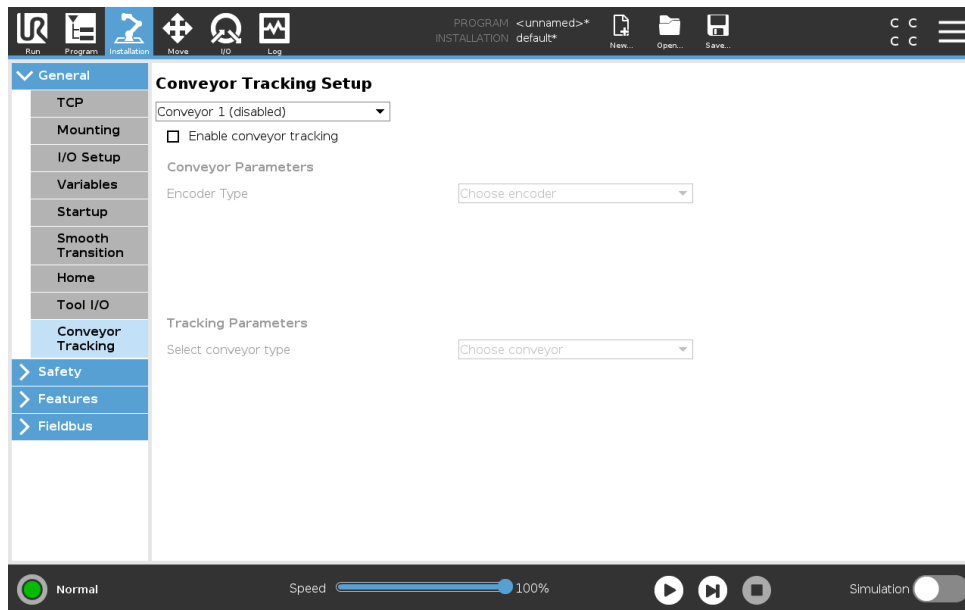 UR
Run
Program
Installation
Move
I/O
Log
PROGRAM <unnamed>*
INSTALLATION default*
New...
Open...
Save...
C C
C C
General
TCP
Mounting
I/O Setup
Variables
Startup
Smooth
Transition
Home
Tool I/O
Conveyor
Tracking
Safety
Features
Fieldbus
Conveyor Tracking Setup
Conveyor 1 (disabled)
Enable conveyor tracking
Conveyor Parameters
Encoder Type Choose encoder
Tracking Parameters
Select conveyor type Choose conveyor
Normal
Speed 100%
Simulation